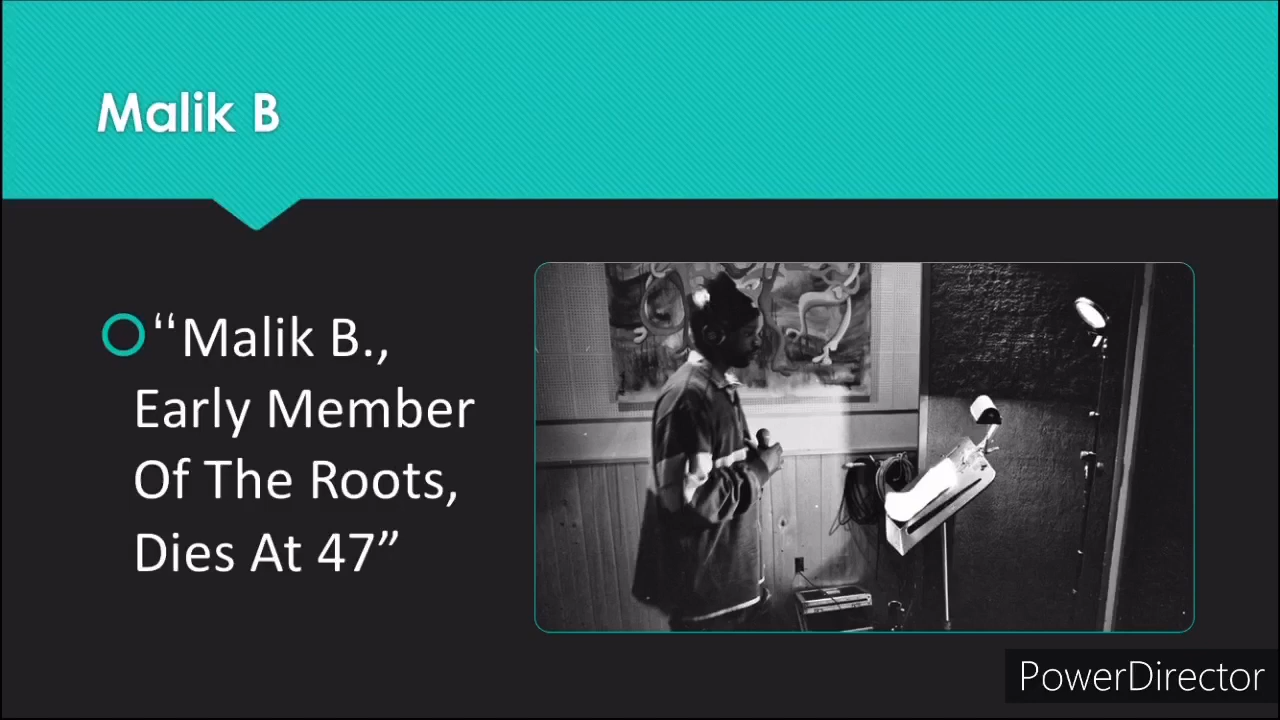 Malik B
“Malik B.,
Early Member
Of The Roots,
Dies At 47”
PowerDirector